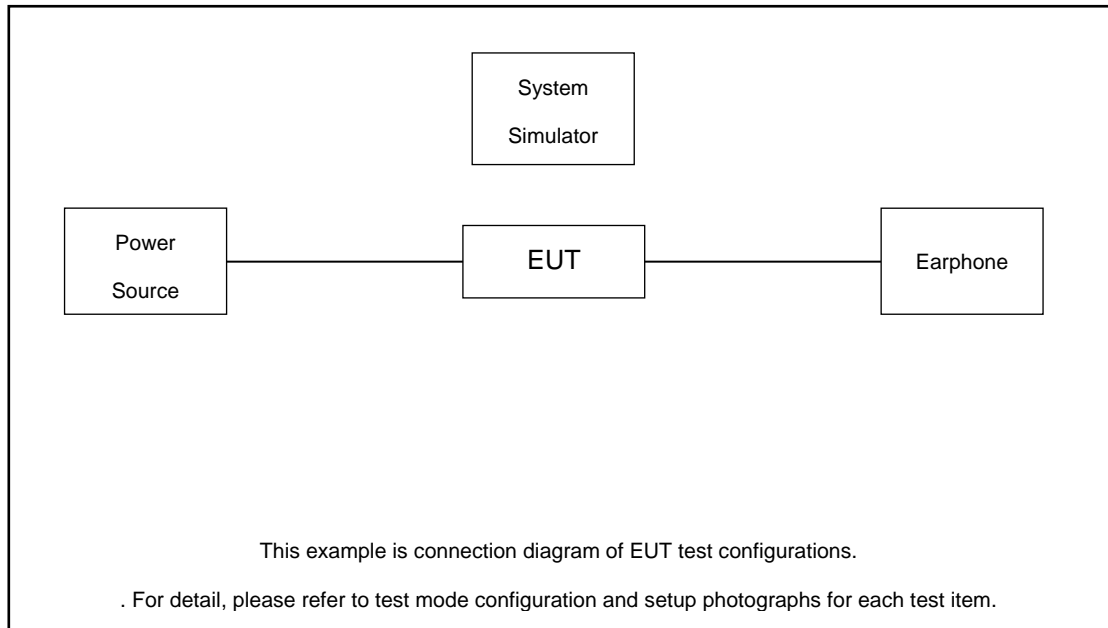 System
Simulator
Power
Source
EUT
Earphone
This example is connection diagram of EUT test configurations.
. For detail, please refer to test mode configuration and setup photographs for each test item.